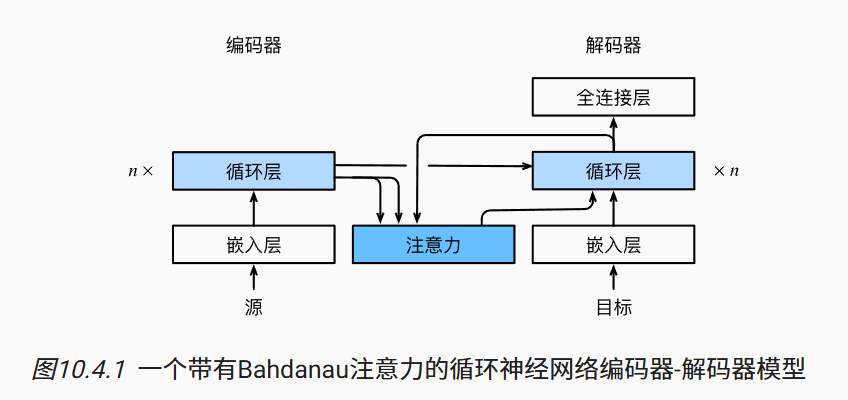 编码器
解码器
全连接层
n ×
循环层
循环层
× n
嵌入层
注意力
嵌入层
源
目标
图10.4.1 一个带有Bahdanau注意力的循环神经网络编码器-解码器模型